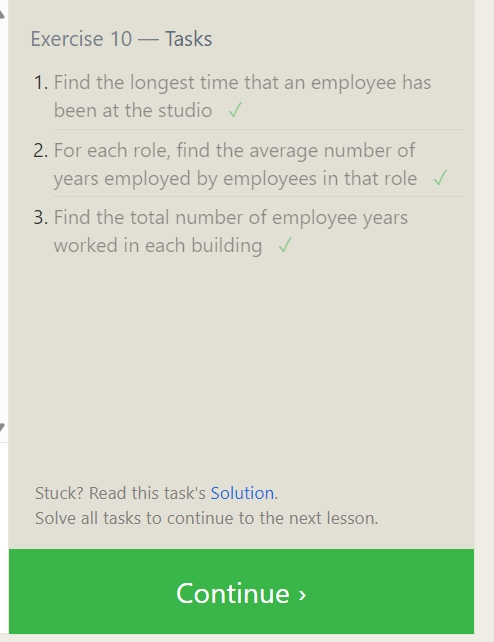 Exercise 10 — Tasks
1. Find the longest time that an employee has
been at the studio ✓
2. For each role, find the average number of
years employed by employees in that role ✓
3. Find the total number of employee years
worked in each building ✓
Stuck? Read this task's Solution.
Solve all tasks to continue to the next lesson.
Continue ›